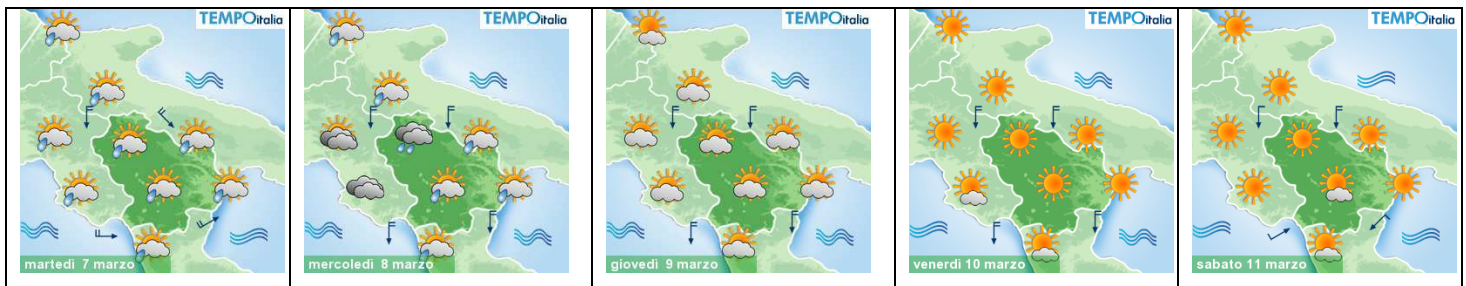 TEMPOitalia
martedì 7 marzo
TEMPOitalia
mercoledì 8 marzo
TEMPOitalia
giovedì 9 marzo
TEMPOitalia
venerdì 10 marzo
TEMPOitalia
sabato 11 marzo